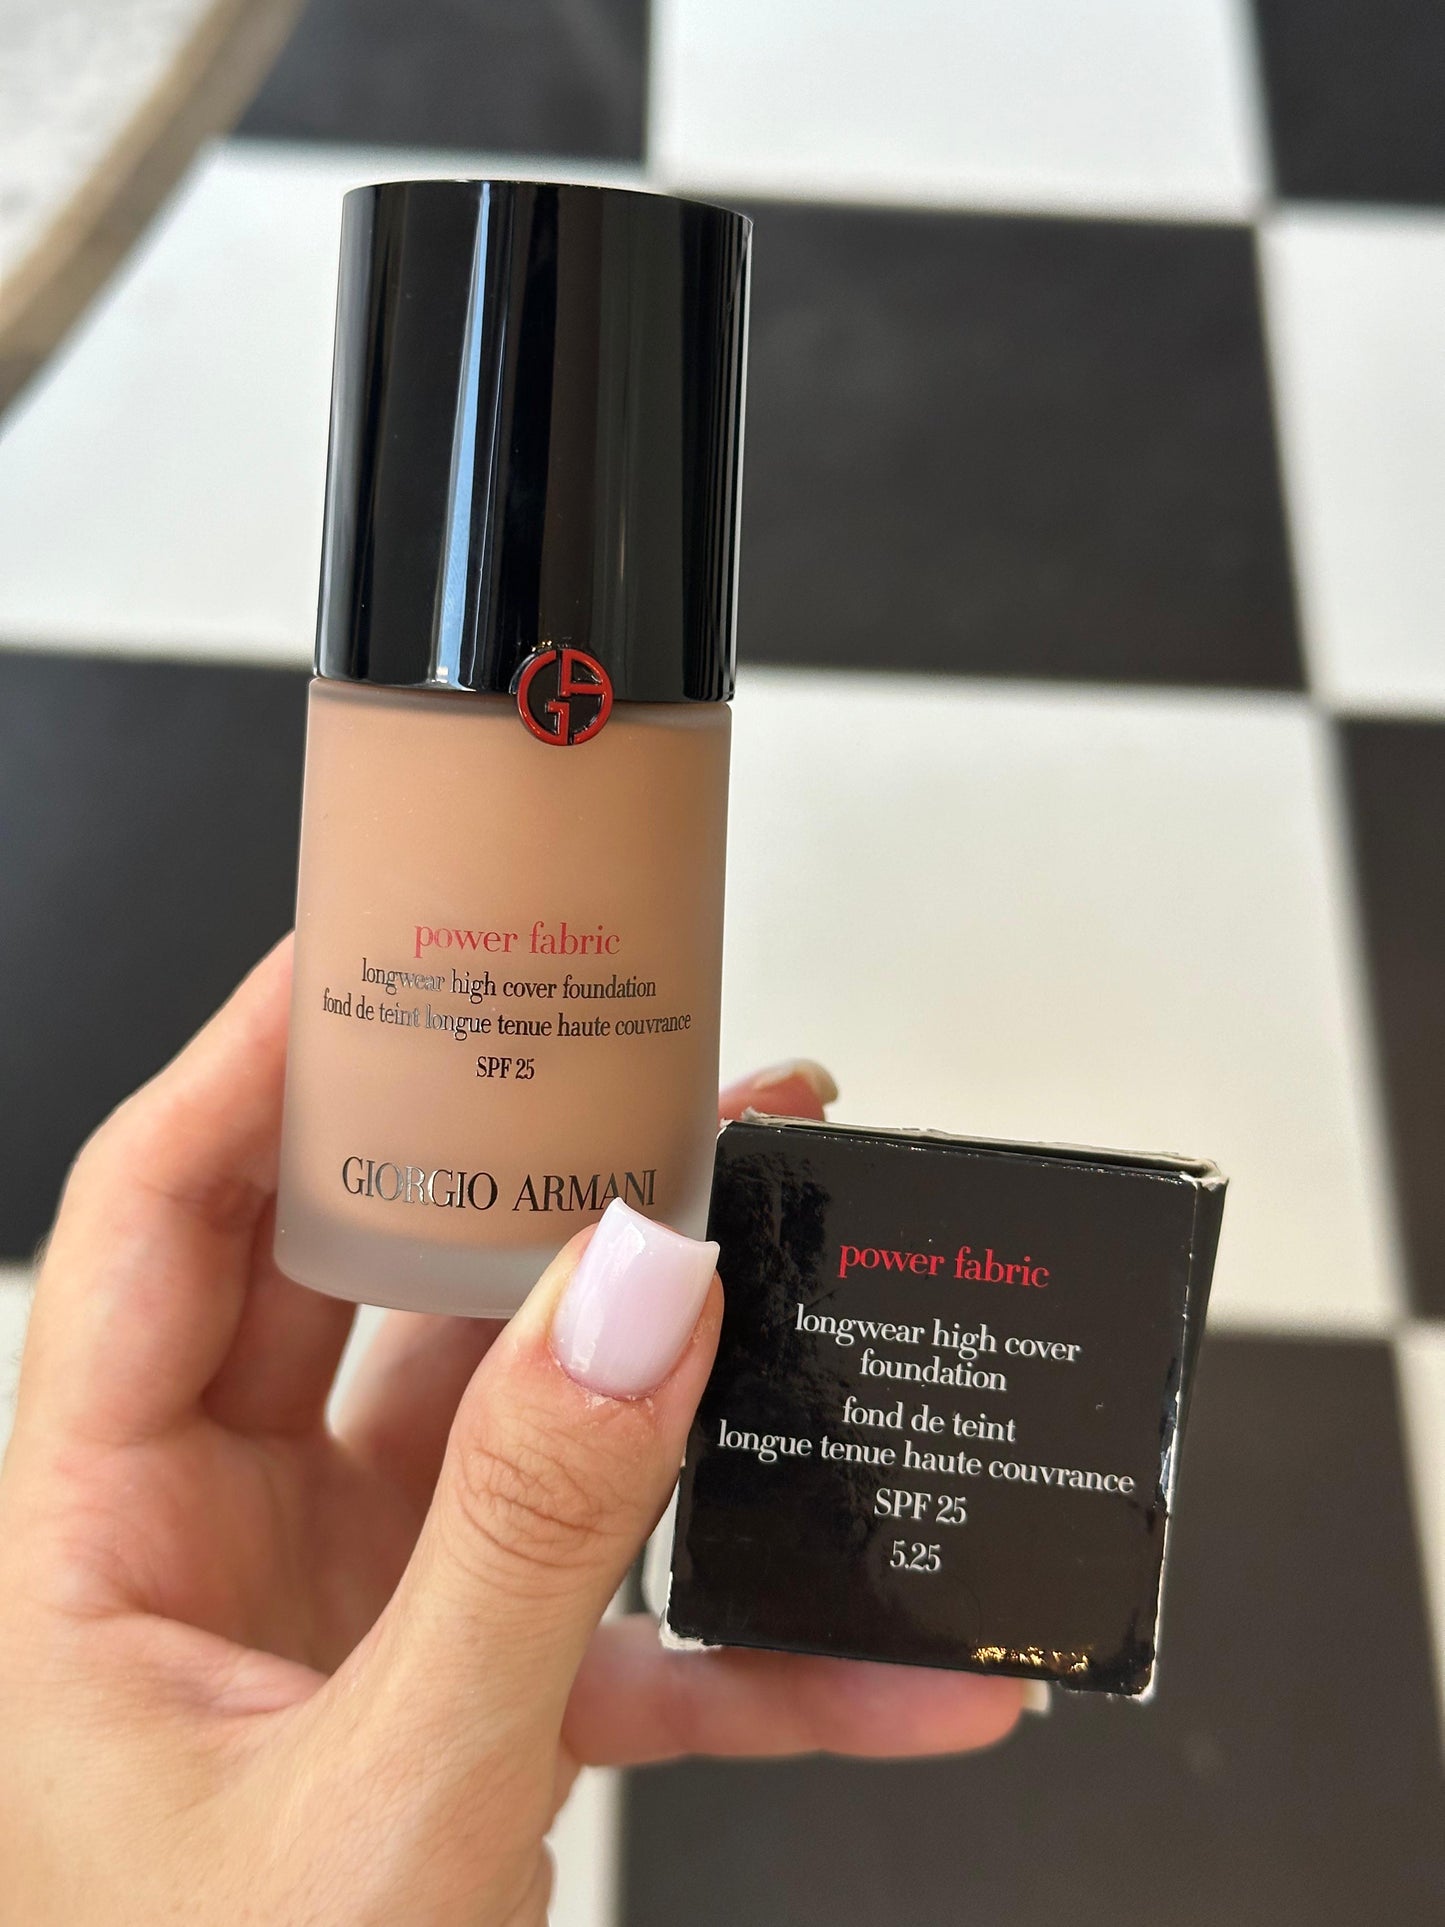 power fabric
longwear high cover foundation
fond de teint longue tenue haute couvrance
SPF 25
GIORGIO ARMANI
power fabric
longwear high cover
foundation
fond de teint
longue tenue haute couvrance
SPF 25
5.25